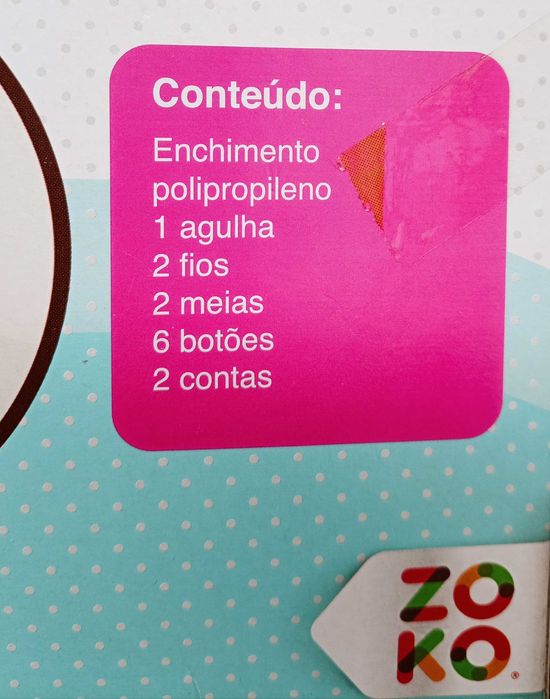 Conteúdo:
Enchimento
polipropileno
1 agulha
2 fios
2 meias
6 botões
2 contas
ZO
KO®